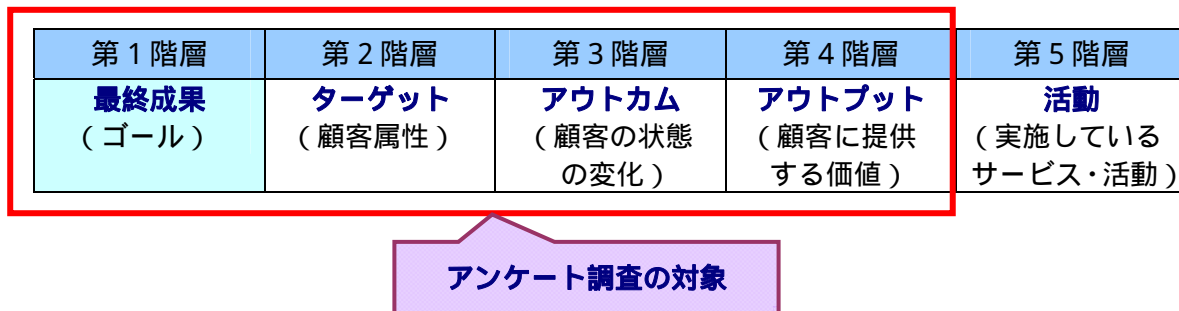 第１階層 第２階層 第３階層 第４階層 第５階層
最終成果 ターゲット アウトカム アウトプット 活動
（ゴール） （顧客属性） （顧客の状態 （顧客に提供 （実施している
の変化） する価値） サービス・活動）
アンケート調査の対象